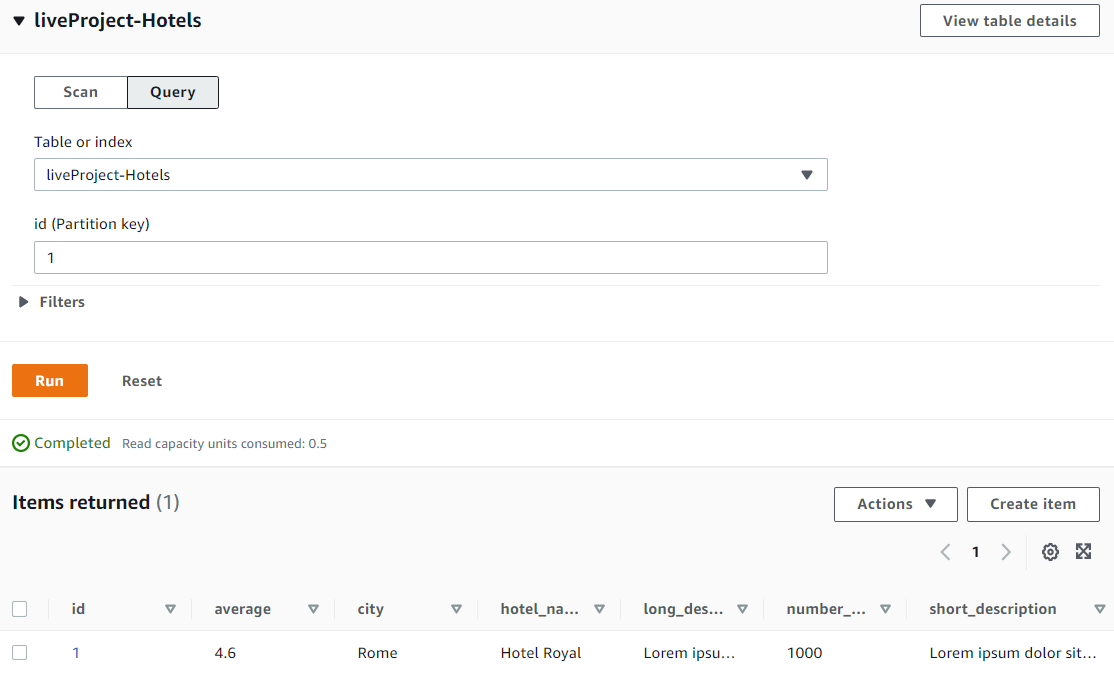 liveProject-Hotels View table details
Scan Query
Table or index
liveProject-Hotels
id (Partition key)
1
Filters
Run Reset
Completed Read capacity units consumed: 0.5
Items returned (1) Actions Create item
1
id average city hotel_na... long_des... number_... short_description
1 4.6 Rome Hotel Royal Lorem ipsu... 1000 Lorem ipsum dolor sit...